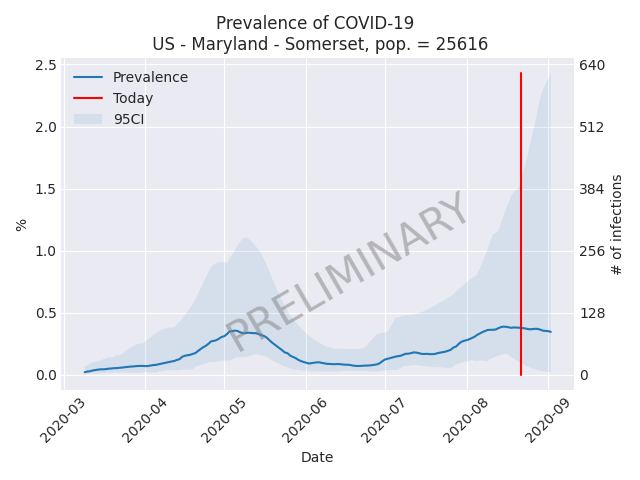 Prevalence of COVID-19
US - Maryland - Somerset, pop. = 25616
Prevalence
Today
95CI
2.5
2.0
1.5
1.0
0.5
0.0
%
640
512
384
256
128
0
# of infections
PRELIMINARY
2020-03
2020-04
2020-05
2020-06
2020-07
2020-08
2020-09
Date